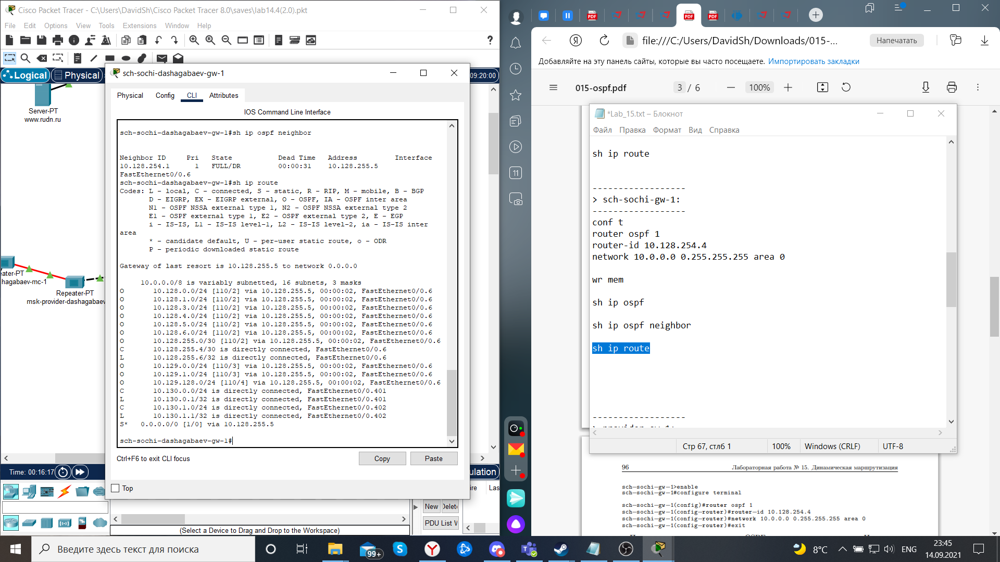 Cisco Packet Tracer - C:\Users\DavidSh\Cisco Packet Tracer 8.0\saves\lab14.4(2.0).pkt
File Edit Options View Tools Extensions Window Help
?
Logical Physical 09:20:00
Server-PT
www.rudn.ru
eater-PT
hagabaev-mc-1
Repeater-PT
msk-provider-dashagabaev
sch-sochi-dashagabaev-gw-1
Physical Config CLI Attributes
IOS Command Line Interface
sch-sochi-dashagabaev-gw-1#sh ip ospf neighbor
Neighbor ID Pri State Dead Time Address Interface
10.128.254.1 1 FULL/DR 00:00:31 10.128.255.5
FastEthernet0/0.6
sch-sochi-dashagabaev-gw-1#sh ip route
Codes: L - local, C - connected, S - static, R - RIP, M - mobile, B - BGP
D - EIGRP, EX - EIGRP external, O - OSPF, IA - OSPF inter area
N1 - OSPF NSSA external type 1, N2 - OSPF NSSA external type 2
E1 - OSPF external type 1, E2 - OSPF external type 2, E - EGP
i - IS-IS, L1 - IS-IS level-1, L2 - IS-IS level-2, ia - IS-IS inter
area
* - candidate default, U - per-user static route, o - ODR
P - periodic downloaded static route
Gateway of last resort is 10.128.255.5 to network 0.0.0.0
10.0.0.0/8 is variably subnetted, 16 subnets, 3 masks
O 10.128.0.0/24 [110/2] via 10.128.255.5, 00:00:02, FastEthernet0/0.6
O 10.128.1.0/24 [110/2] via 10.128.255.5, 00:00:02, FastEthernet0/0.6
O 10.128.3.0/24 [110/2] via 10.128.255.5, 00:00:02, FastEthernet0/0.6
O 10.128.4.0/24 [110/2] via 10.128.255.5, 00:00:02, FastEthernet0/0.6
O 10.128.5.0/24 [110/2] via 10.128.255.5, 00:00:02, FastEthernet0/0.6
O 10.128.6.0/24 [110/2] via 10.128.255.5, 00:00:02, FastEthernet0/0.6
O 10.128.255.0/30 [110/2] via 10.128.255.5, 00:00:02, FastEthernet0/0.6
C 10.128.255.4/30 is directly connected, FastEthernet0/0.6
L 10.128.255.6/32 is directly connected, FastEthernet0/0.6
O 10.129.0.0/24 [110/3] via 10.128.255.5, 00:00:02, FastEthernet0/0.6
O 10.129.1.0/24 [110/3] via 10.128.255.5, 00:00:02, FastEthernet0/0.6
O 10.129.128.0/24 [110/4] via 10.128.255.5, 00:00:02, FastEthernet0/0.6
C 10.130.0.0/24 is directly connected, FastEthernet0/0.401
L 10.130.0.1/32 is directly connected, FastEthernet0/0.401
C 10.130.1.0/24 is directly connected, FastEthernet0/0.402
L 10.130.1.1/32 is directly connected, FastEthernet0/0.402
S* 0.0.0.0/0 [1/0] via 10.128.255.5
sch-sochi-dashagabaev-gw-1#
Ctrl+F6 to exit CLI focus
Copy Paste
Top
Time: 00:16:17
ulation
ire Las
New Delet
PDU List W
(Select a Device to Drag and Drop to the Workspace)
file:///C:/Users/DavidSh/Downloads/015-...
Напечатать
Добавляйте на эту панель сайты, которые вы часто посещаете. Импортировать закладки
015-ospf.pdf 3 / 6 100%
11
*Lab_15.txt – Блокнот
Файл Правка Формат Вид Справка
sh ip route
------------------
> sch-sochi-gw-1:
------------------
conf t
router ospf 1
router-id 10.128.254.4
network 10.0.0.0 0.255.255.255 area 0
wr mem
sh ip ospf
sh ip ospf neighbor
sh ip route
------------------
> provider-gw-1:
Стр 67, стлб 1 100% Windows (CRLF) UTF-8
96 Лабораторная работа № 15. Динамическая маршрутизация
sch-sochi-gw-1>enable
sch-sochi-gw-1#configure terminal
sch-sochi-gw-1(config)#router ospf 1
sch-sochi-gw-1(config-router)#router-id 10.128.254.4
sch-sochi-gw-1(config-router)#network 10.0.0.0 0.255.255.255 area 0
sch-sochi-gw-1(config-router)#exit
Введите здесь текст для поиска
99+
8°C ENG
23:45
14.09.2021